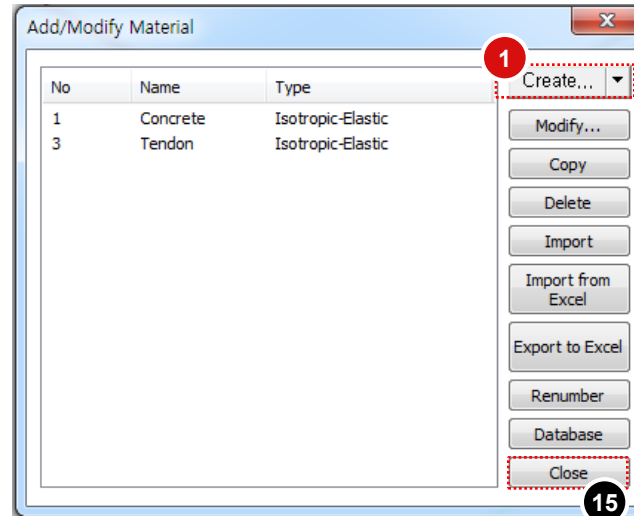 Add/Modify Material
x
1
No Name Type
1 Concrete Isotropic-Elastic
3 Tendon Isotropic-Elastic
Create...
Modify...
Copy
Delete
Import
Import from
Excel
Export to Excel
Renumber
Database
Close
15